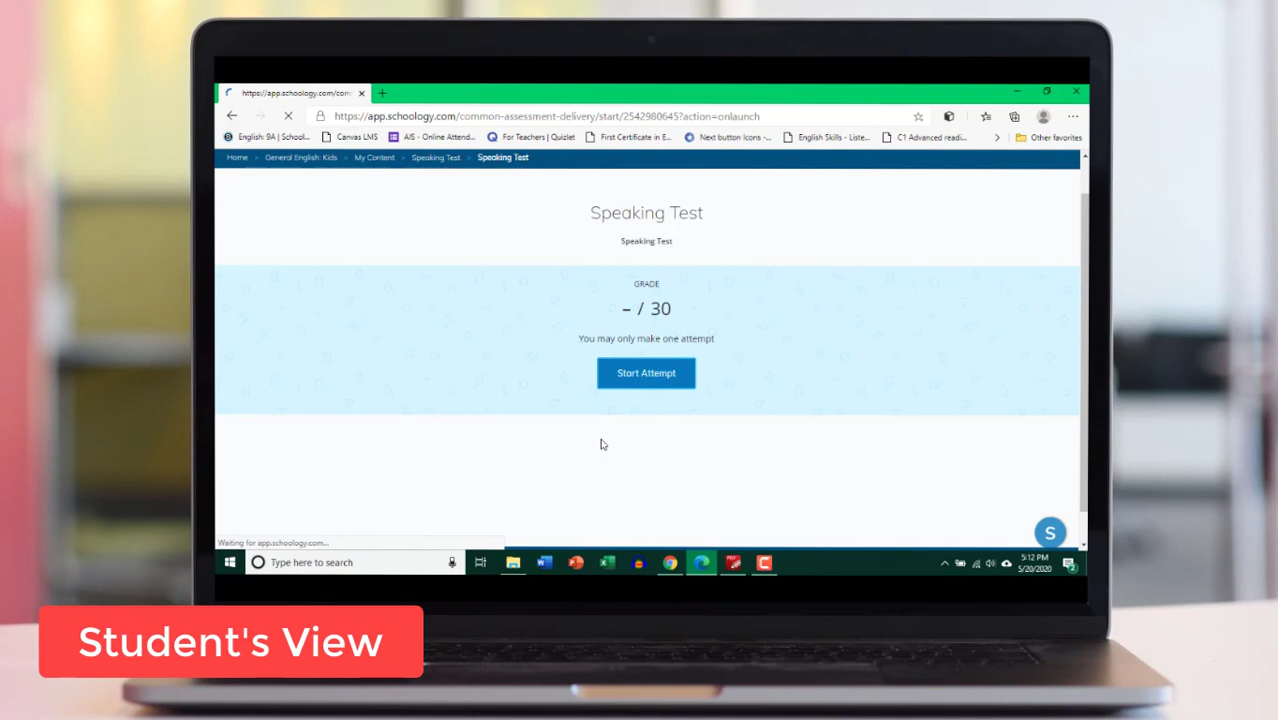 https://app.schoology.com/com
https://app.schoology.com/common-assessment-delivery/start/2542980645?action=onlaunch
English: 9A | School... Canvas LMS AIS - Online Attend... For Teachers | Quizlet First Certificate in E... Next button Icons -... English Skills - Liste... C1 Advanced readi... Other favorites
Home > General English: Kids > My Content > Speaking Test > Speaking Test
Speaking Test
Speaking Test
GRADE
– / 30
You may only make one attempt
Start Attempt
S
Waiting for app.schoology.com...
Type here to search
5:12 PM
5/20/2020
Student's View